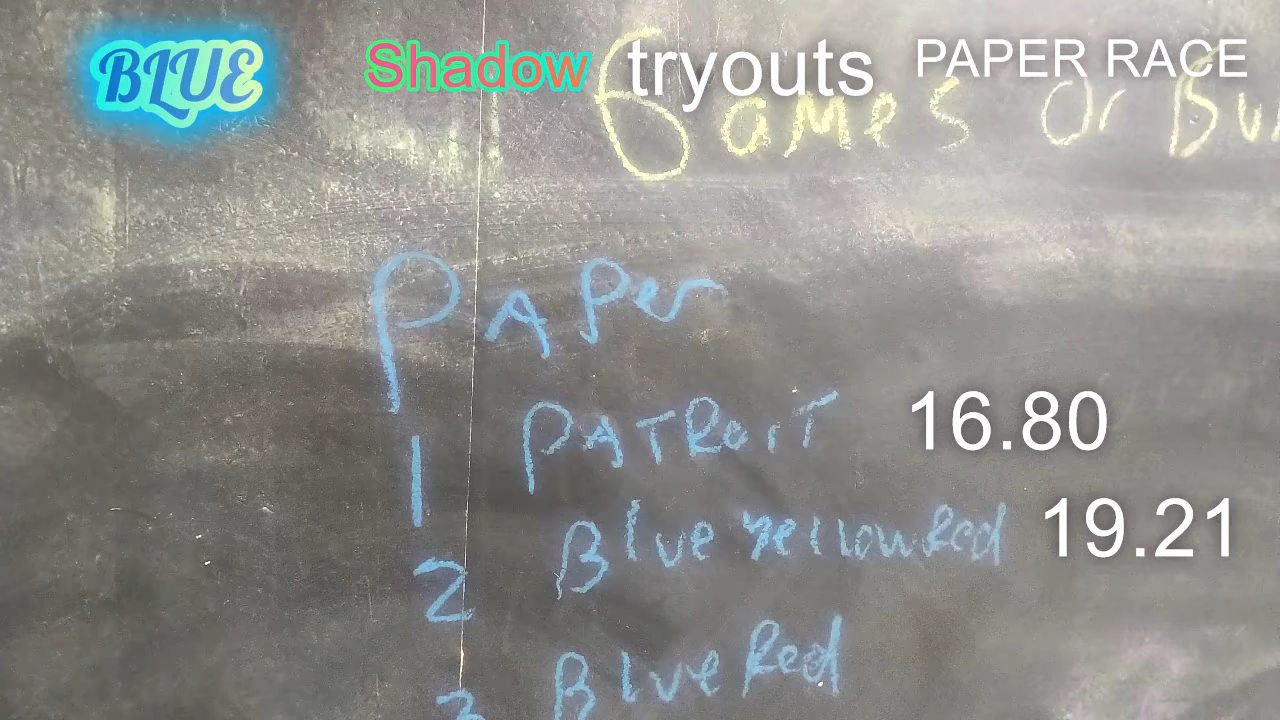 BLUE Shadow tryouts PAPER RACE
Games Or Bu
PAPer
1 PATRoiT 16.80
2 Blue YellowRed 19.21
3 Blue Red